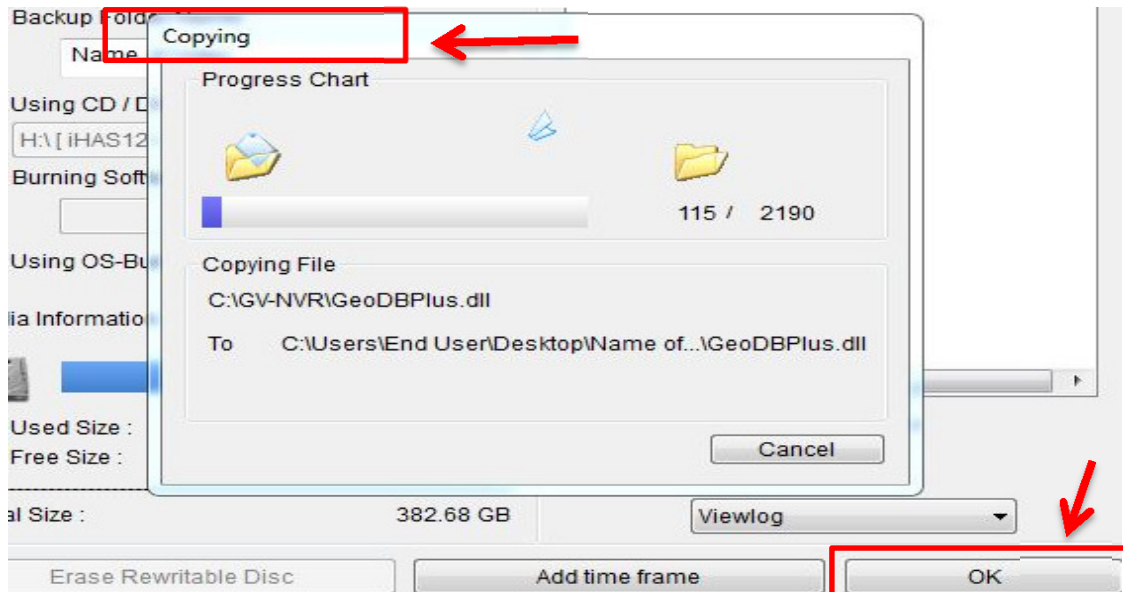 Backup Folde
Name
Using CD / D
H:\ [ iHAS12
Burning Soft
Using OS-Bu
ia Informatio
Used Size :
Free Size :
al Size :
382.68 GB
Copying
Progress Chart
115 / 2190
Copying File
C:\GV-NVR\GeoDBPlus.dll
To C:\Users\End User\Desktop\Name of...\GeoDBPlus.dll
Cancel
Viewlog
Erase Rewritable Disc
Add time frame
OK